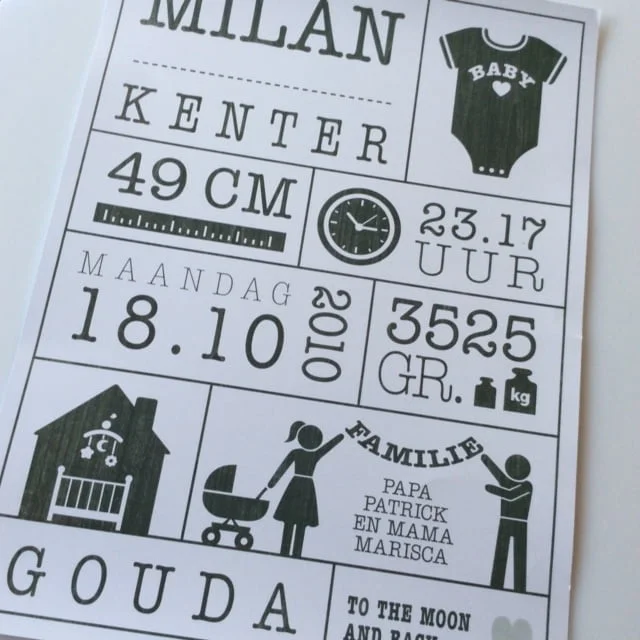 MILAN
KENTER
BABY
49 CM
23.17
UUR
MAANDAG
18.10
2010
3525
GR.
kg
FAMILIE
PAPA
PATRICK
EN MAMA
MARISCA
GOUDA
TO THE MOON
AND BACK